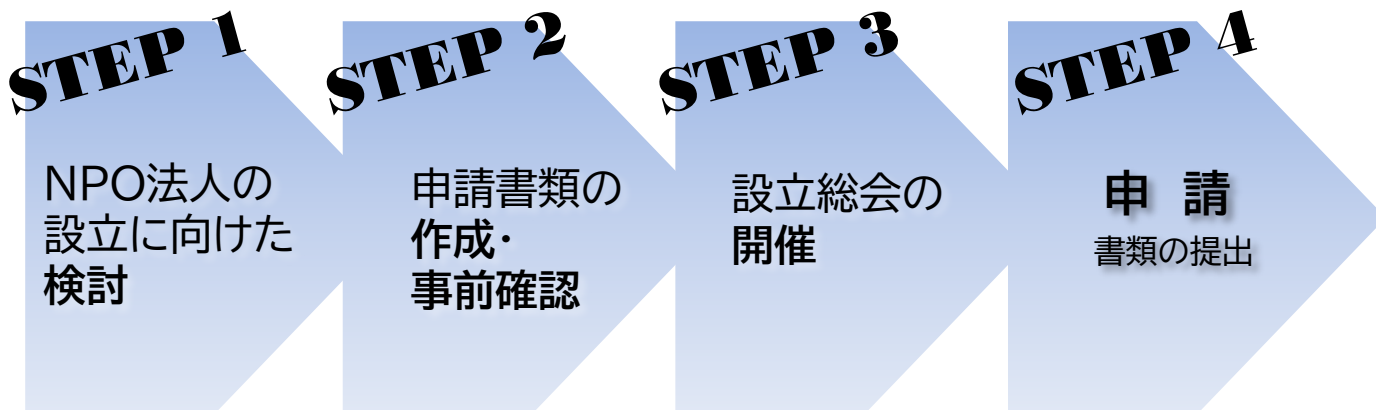 STEP 1
NPO法人の
設立に向けた
検討
STEP 2
申請書類の
作成・
事前確認
STEP 3
設立総会の
開催
STEP 4
申 請
書類の提出